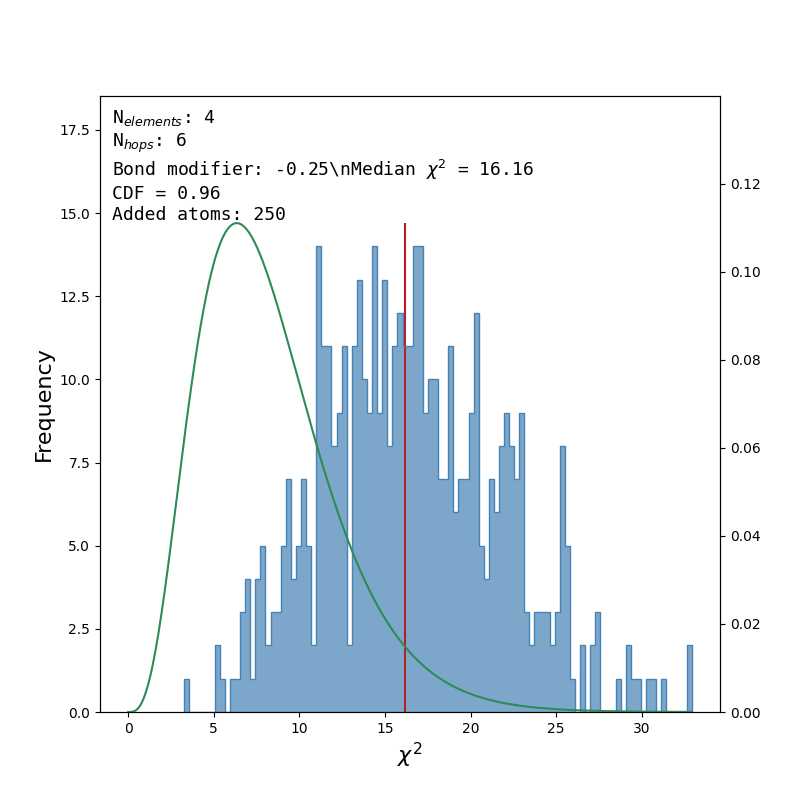 N_elements: 4
N_hops: 6
Bond modifier: -0.25\nMedian χ² = 16.16
CDF = 0.96
Added atoms: 250
17.5
15.0
12.5
10.0
7.5
5.0
2.5
0.0
Frequency
0.12
0.10
0.08
0.06
0.04
0.02
0.00
0 5 10 15 20 25 30
χ²